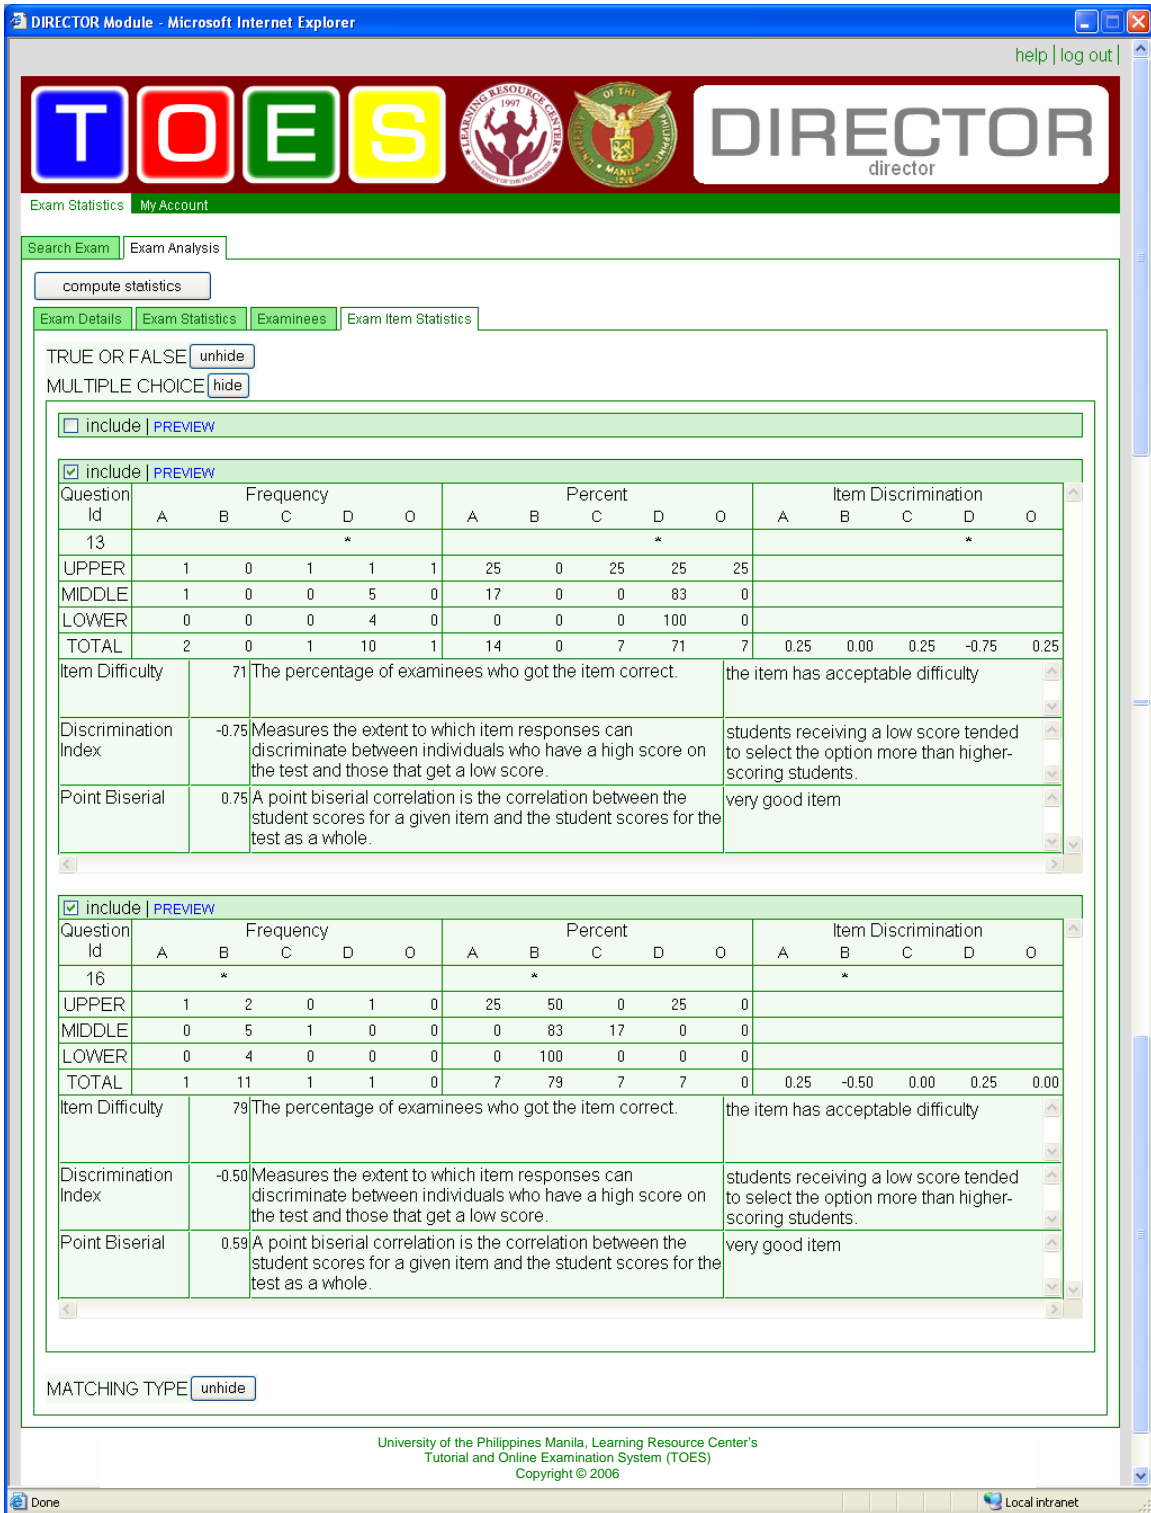 DIRECTOR Module - Microsoft Internet Explorer
help | log out |
TOES
LEARNING RESOURCE CENTER
1997
UNIVERSITY OF THE PHILIPPINES
UNIVERSITY OF THE PHILIPPINES
MANILA
1908
DIRECTOR
director
Exam Statistics My Account
Search Exam Exam Analysis
compute statistics
Exam Details Exam Statistics Examinees Exam Item Statistics
TRUE OR FALSE unhide
MULTIPLE CHOICE hide
include | PREVIEW
include | PREVIEW
Question Id Frequency Percent Item Discrimination
A B C D O A B C D O A B C D O
13 * * *
UPPER 1 0 1 1 1 25 0 25 25 25
MIDDLE 1 0 0 5 0 17 0 0 83 0
LOWER 0 0 0 4 0 0 0 0 100 0
TOTAL 2 0 1 10 1 14 0 7 71 7 0.25 0.00 0.25 -0.75 0.25
Item Difficulty 71 The percentage of examinees who got the item correct. the item has acceptable difficulty
Discrimination Index -0.75 Measures the extent to which item responses can
discriminate between individuals who have a high score on
the test and those that get a low score.
students receiving a low score tended
to select the option more than higher-
scoring students.
Point Biserial 0.75 A point biserial correlation is the correlation between the
student scores for a given item and the student scores for the
test as a whole.
very good item
include | PREVIEW
Question Id Frequency Percent Item Discrimination
A B C D O A B C D O A B C D O
16 * * *
UPPER 1 2 0 1 0 25 50 0 25 0
MIDDLE 0 5 1 0 0 0 83 17 0 0
LOWER 0 4 0 0 0 0 100 0 0 0
TOTAL 1 11 1 1 0 7 79 7 7 0 0.25 -0.50 0.00 0.25 0.00
Item Difficulty 79 The percentage of examinees who got the item correct. the item has acceptable difficulty
Discrimination Index -0.50 Measures the extent to which item responses can
discriminate between individuals who have a high score on
the test and those that get a low score.
students receiving a low score tended
to select the option more than higher-
scoring students.
Point Biserial 0.59 A point biserial correlation is the correlation between the
student scores for a given item and the student scores for the
test as a whole.
very good item
MATCHING TYPE unhide
University of the Philippines Manila, Learning Resource Center's
Tutorial and Online Examination System (TOES)
Copyright © 2006
Done
Local intranet